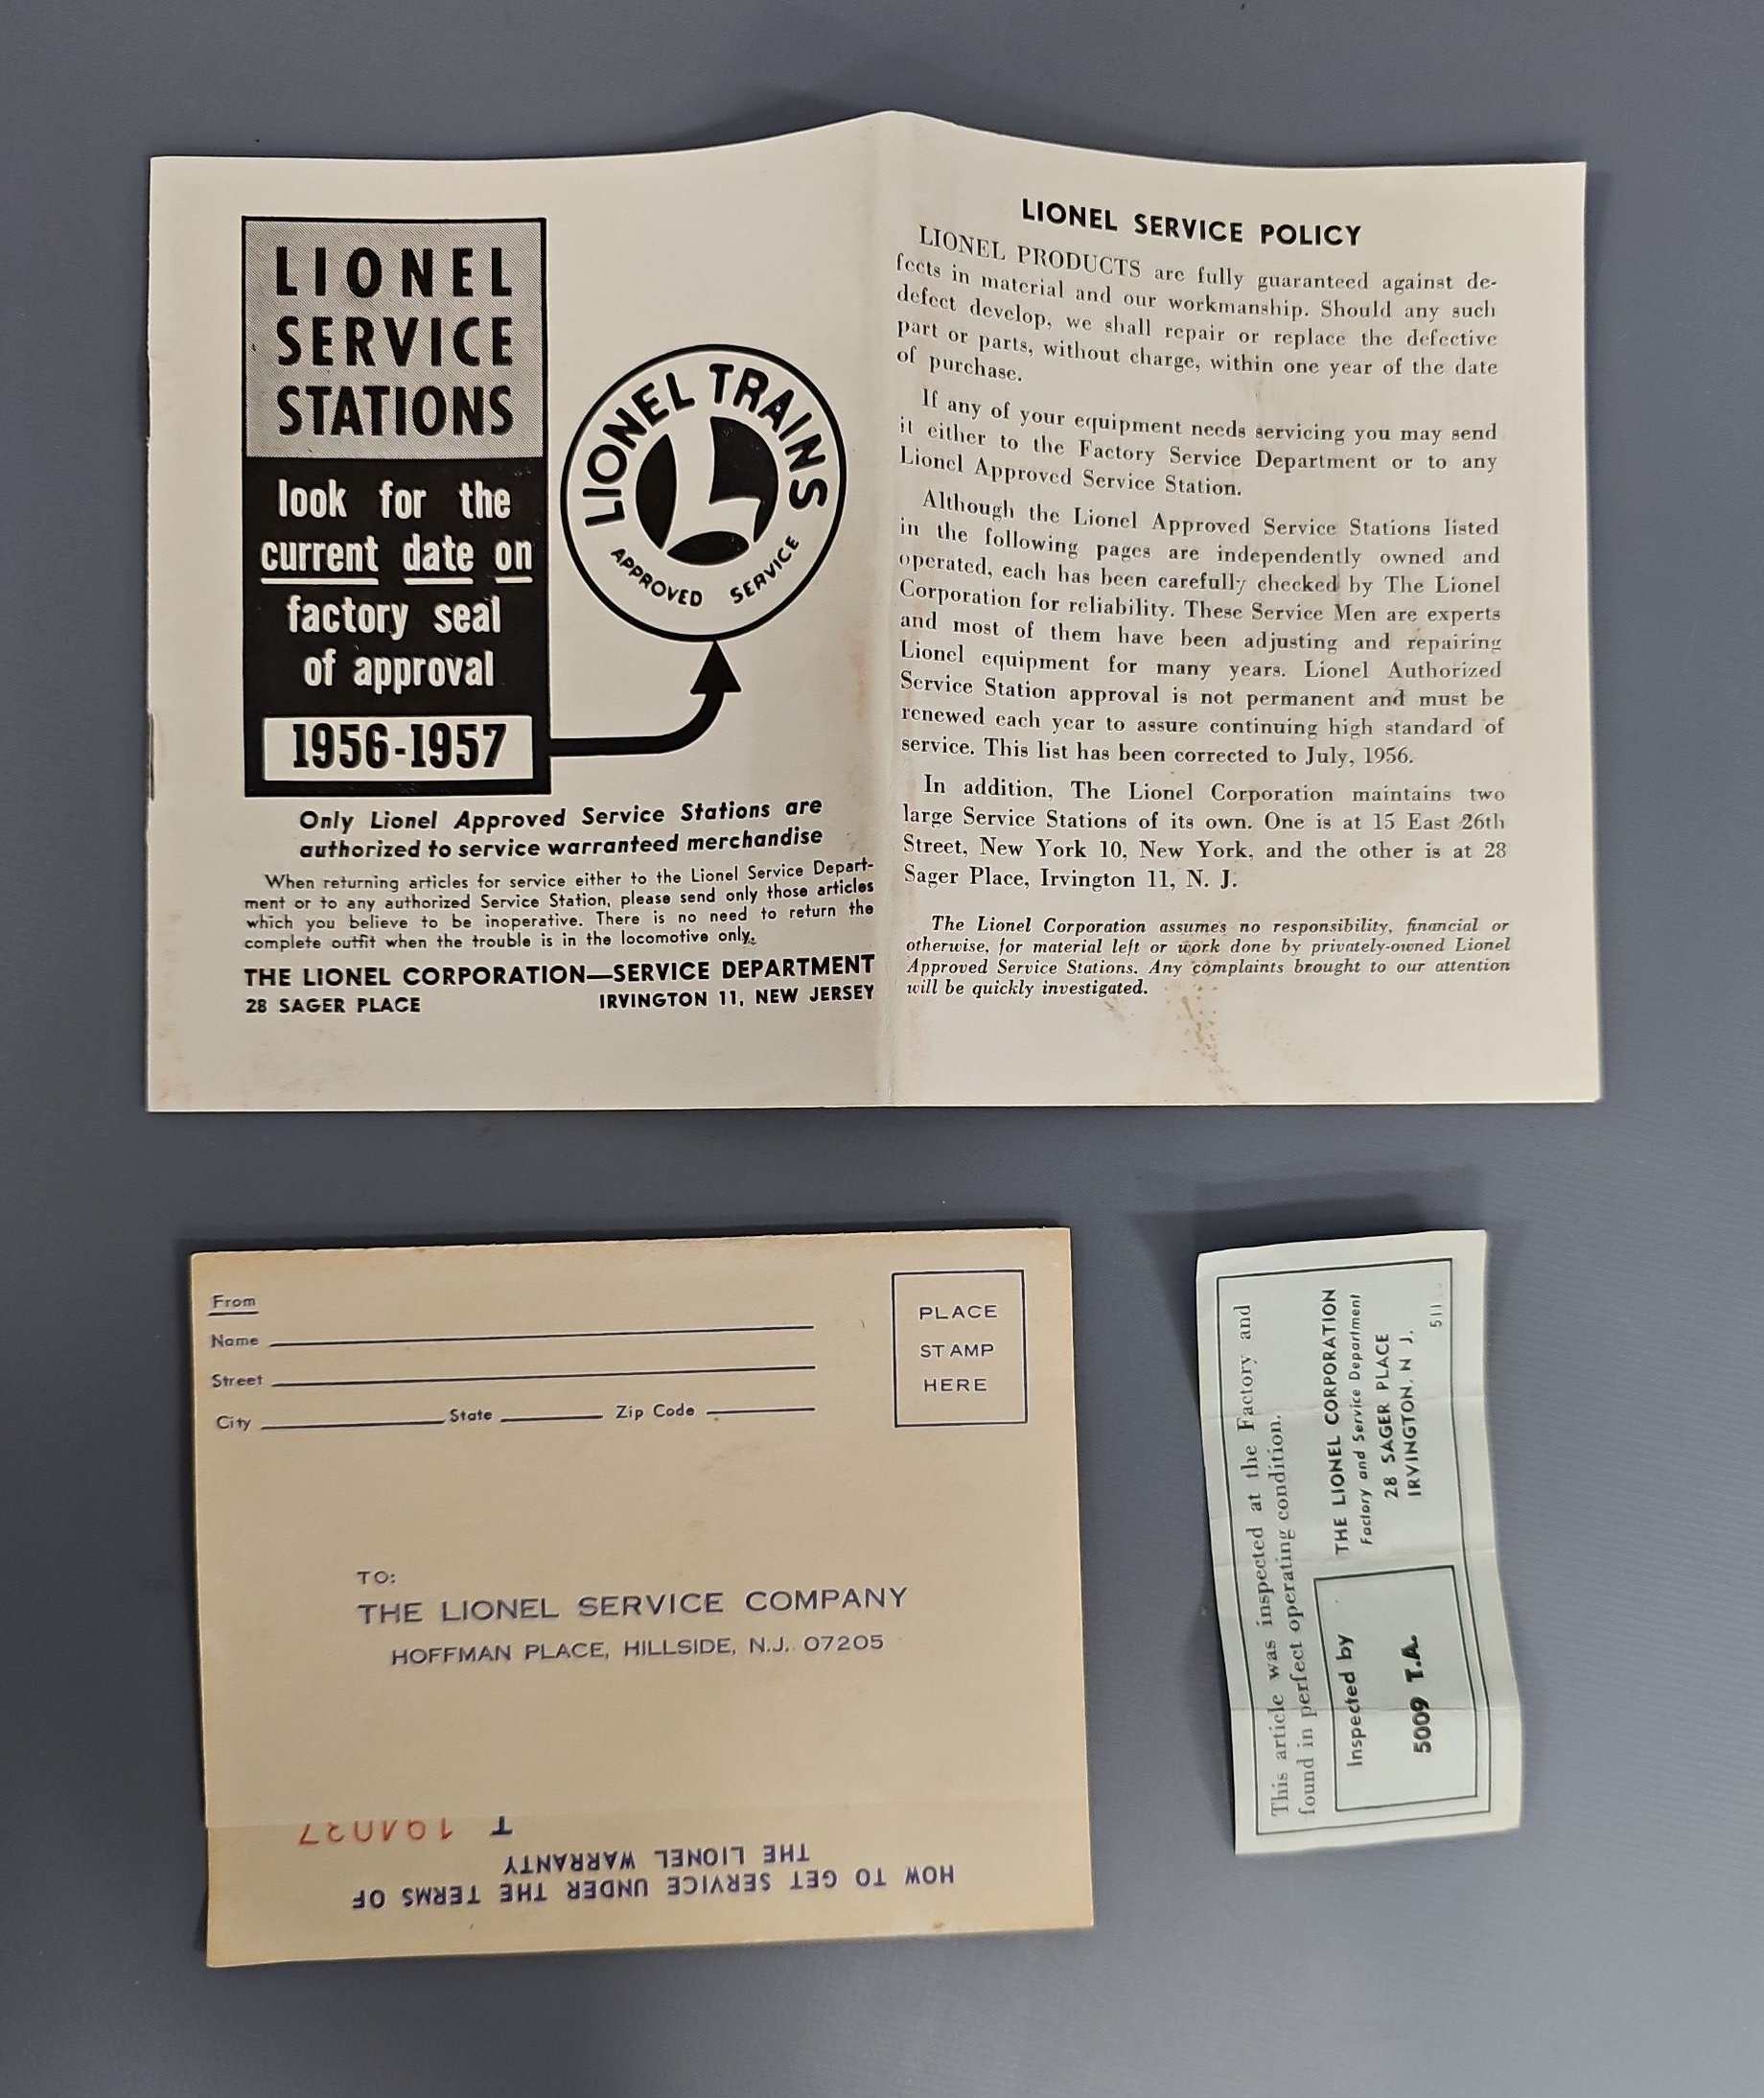 LIONEL
SERVICE
STATIONS
look for the
current date on
factory seal
of approval
1956-1957
LIONEL TRAINS
APPROVED SERVICE
Only Lionel Approved Service Stations are
authorized to service warranteed merchandise
When returning articles for service either to the Lionel Service Depart-
ment or to any authorized Service Station, please send only those articles
which you believe to be inoperative. There is no need to return the
complete outfit when the trouble is in the locomotive only.
THE LIONEL CORPORATION—SERVICE DEPARTMENT
28 SAGER PLACE IRVINGTON 11, NEW JERSEY
LIONEL SERVICE POLICY
LIONEL PRODUCTS are fully guaranteed against de-
fects in material and our workmanship. Should any such
defect develop, we shall repair or replace the defective
part or parts, without charge, within one year of the date
of purchase.
If any of your equipment needs servicing you may send
it either to the Factory Service Department or to any
Lionel Approved Service Station.
Although the Lionel Approved Service Stations listed
in the following pages are independently owned and
operated, each has been carefully checked by The Lionel
Corporation for reliability. These Service Men are experts
and most of them have been adjusting and repairing
Lionel equipment for many years. Lionel Authorized
Service Station approval is not permanent and must be
renewed each year to assure continuing high standard of
service. This list has been corrected to July, 1956.
In addition, The Lionel Corporation maintains two
large Service Stations of its own. One is at 15 East 26th
Street, New York 10, New York, and the other is at 28
Sager Place, Irvington 11, N. J.
The Lionel Corporation assumes no responsibility, financial or
otherwise, for material left or work done by privately-owned Lionel
Approved Service Stations. Any complaints brought to our attention
will be quickly investigated.
From
Name
Street
City State Zip Code
PLACE
STAMP
HERE
TO:
THE LIONEL SERVICE COMPANY
HOFFMAN PLACE, HILLSIDE, N.J. 07205
HOW TO GET SERVICE UNDER THE TERMS OF
THE LIONEL WARRANTY
T
This article was inspected at the Factory and
found in perfect operating condition.
Inspected by
5009 T.A.
THE LIONEL CORPORATION
Factory and Service Department
28 SAGER PLACE
IRVINGTON, N J.
511